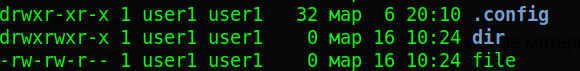 drwxr-xr-x 1 user1 user1 32 мар 6 20:10 .config
drwxrwxr-x 1 user1 user1 0 мар 16 10:24 dir
-rw-rw-r-- 1 user1 user1 0 мар 16 10:24 file